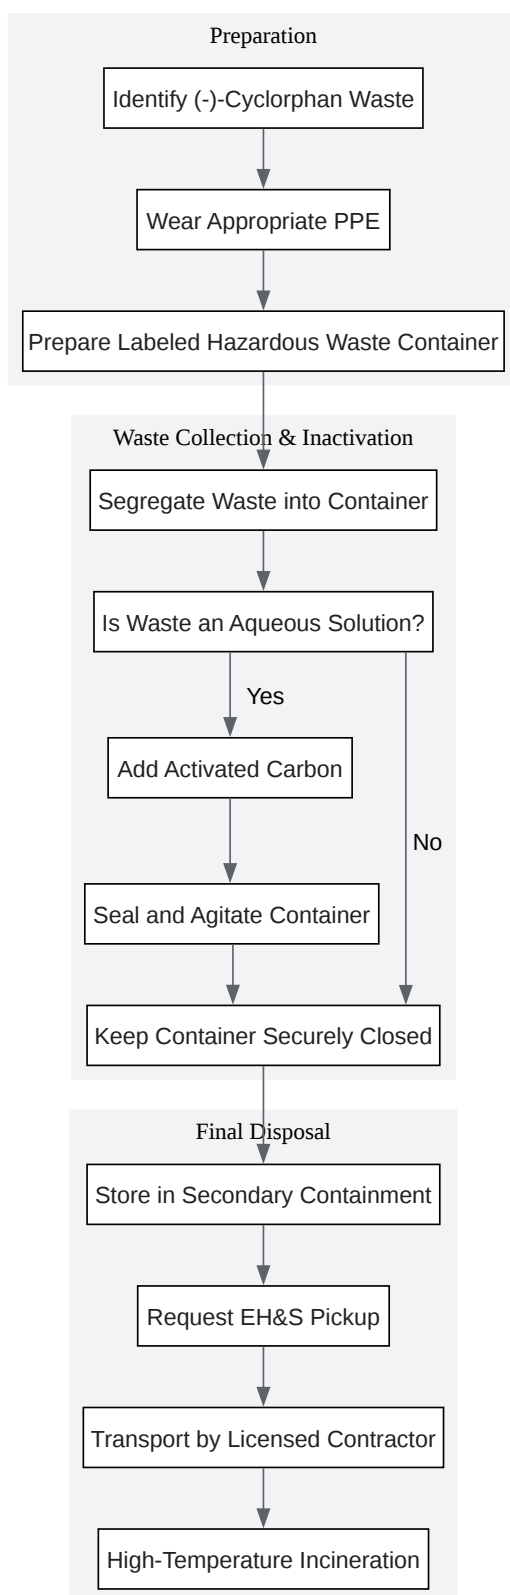 Preparation
Identify (-)-Cyclorphan Waste
Wear Appropriate PPE
Prepare Labeled Hazardous Waste Container
Waste Collection & Inactivation
Segregate Waste into Container
Is Waste an Aqueous Solution?
Yes
Add Activated Carbon
No
Seal and Agitate Container
Keep Container Securely Closed
Final Disposal
Store in Secondary Containment
Request EH&S Pickup
Transport by Licensed Contractor
High-Temperature Incineration